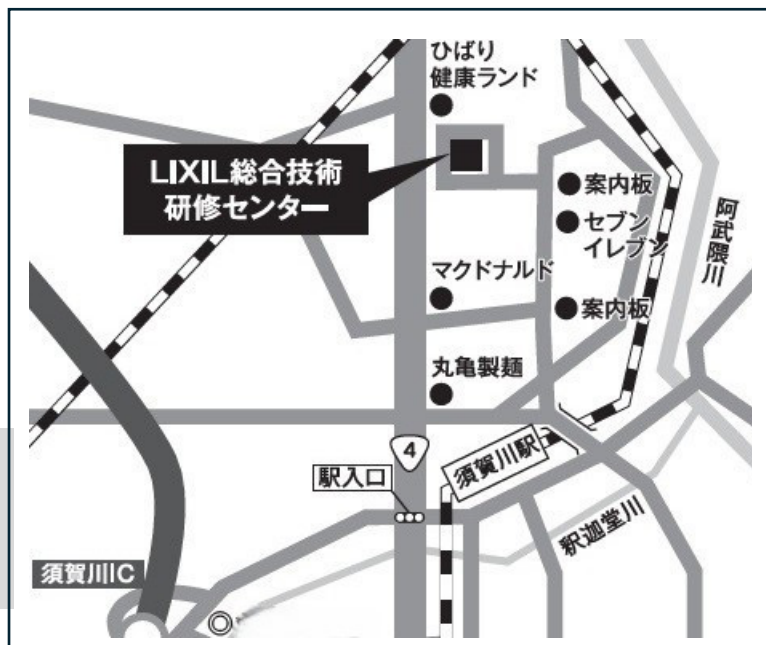 ひばり
健康ランド
LIXIL総合技術
研修センター
案内板
セブン
イレブン
阿武隈川
マクドナルド
案内板
丸亀製麺
4
須賀川駅
駅入口
釈迦堂川
須賀川IC